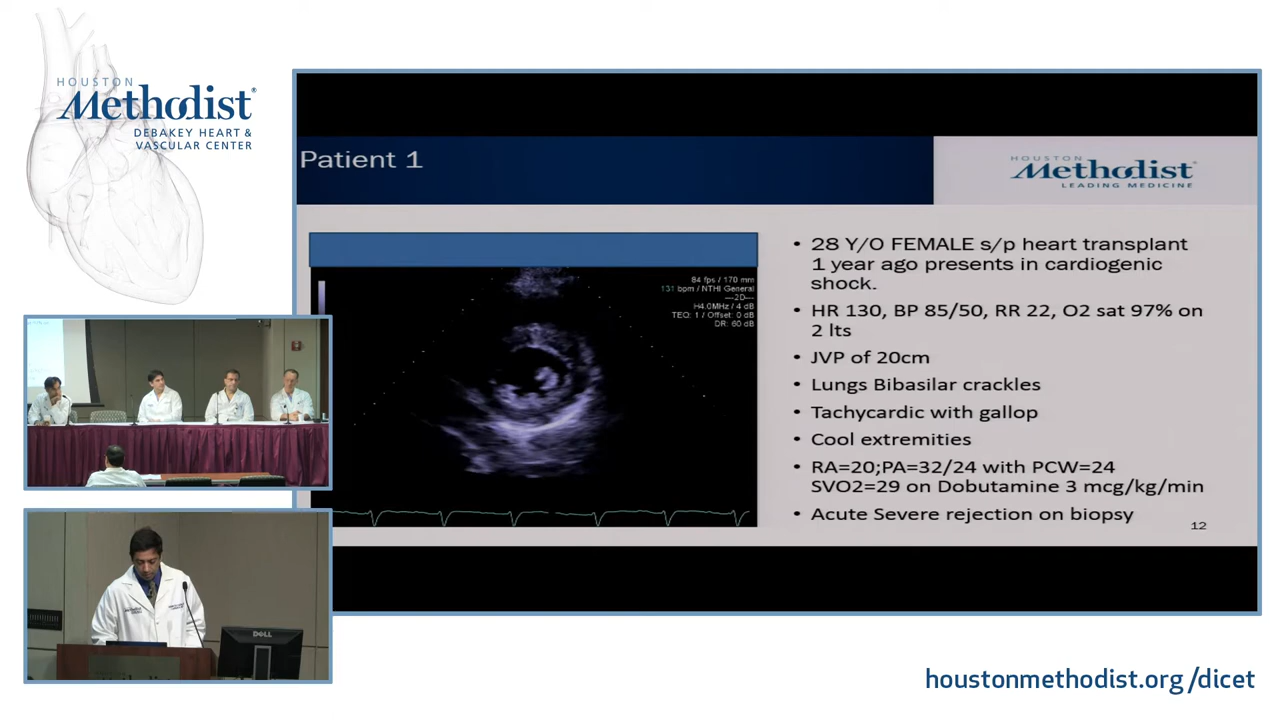 HOUSTON
Methodist®
DEBAKEY HEART &
VASCULAR CENTER
Patient 1
HOUSTON
Methodist®
LEADING MEDICINE
84 fps / 170 mm
131 bpm / NTHI General
---2D---
H4.0MHz / 4 dB
TEQ: 1 / Offset: 0 dB
DR: 60 dB
• 28 Y/O FEMALE s/p heart transplant
1 year ago presents in cardiogenic
shock.
• HR 130, BP 85/50, RR 22, O2 sat 97% on
2 lts
• JVP of 20cm
• Lungs Bibasilar crackles
• Tachycardic with gallop
• Cool extremities
• RA=20;PA=32/24 with PCW=24
SVO2=29 on Dobutamine 3 mcg/kg/min
• Acute Severe rejection on biopsy
12
DELL
houstonmethodist.org/dicet